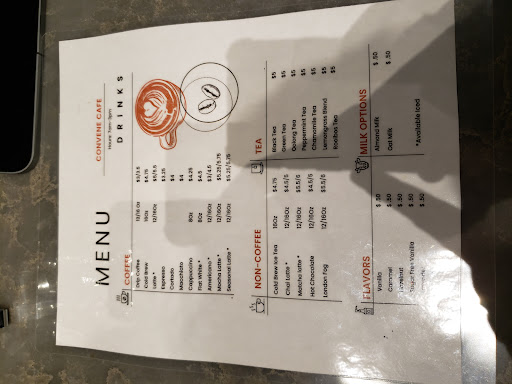 MENU
CONVENE CAFE
Hours: 7am-3pm
DRINKS
COFFEE
Drip Coffee 12/16 Oz $3/3.5
Cold Brew 16Oz $4.75
Latte * 12/16Oz $5/5.5
Espresso $3.25
Cortado $4
Macchiato $4
Cappuccino 6Oz $4.25
Flat White * 8Oz $4.5
Americano * 12/16Oz $4/4.5
Mocha Latte * 12/16Oz $5.25/5.75
Seasonal Latte * 12/16Oz $5.25/5.75
NON-COFFEE
Cold Brew Ice Tea 16Oz $4.75
Chai Latte * 12/16Oz $4.5/5
Matcha Latte * 12/16Oz $5.5/6
Hot Chocolate 12/16Oz $4.5/5
London Fog 12/16Oz $5.5/6
TEA
Black Tea $5
Green Tea $5
Oolong Tea $5
Peppermint Tea $5
Chamomile Tea $5
Lemongrass Blend $5
Rooibos Tea $5
FLAVORS
Vanilla $ .50
Caramel $ .50
Hazelnut $ .50
Sugar Free Vanilla $ .50
$ .50
MILK OPTIONS
Almond Milk $ .50
Oat Milk $ .50
*Available Iced